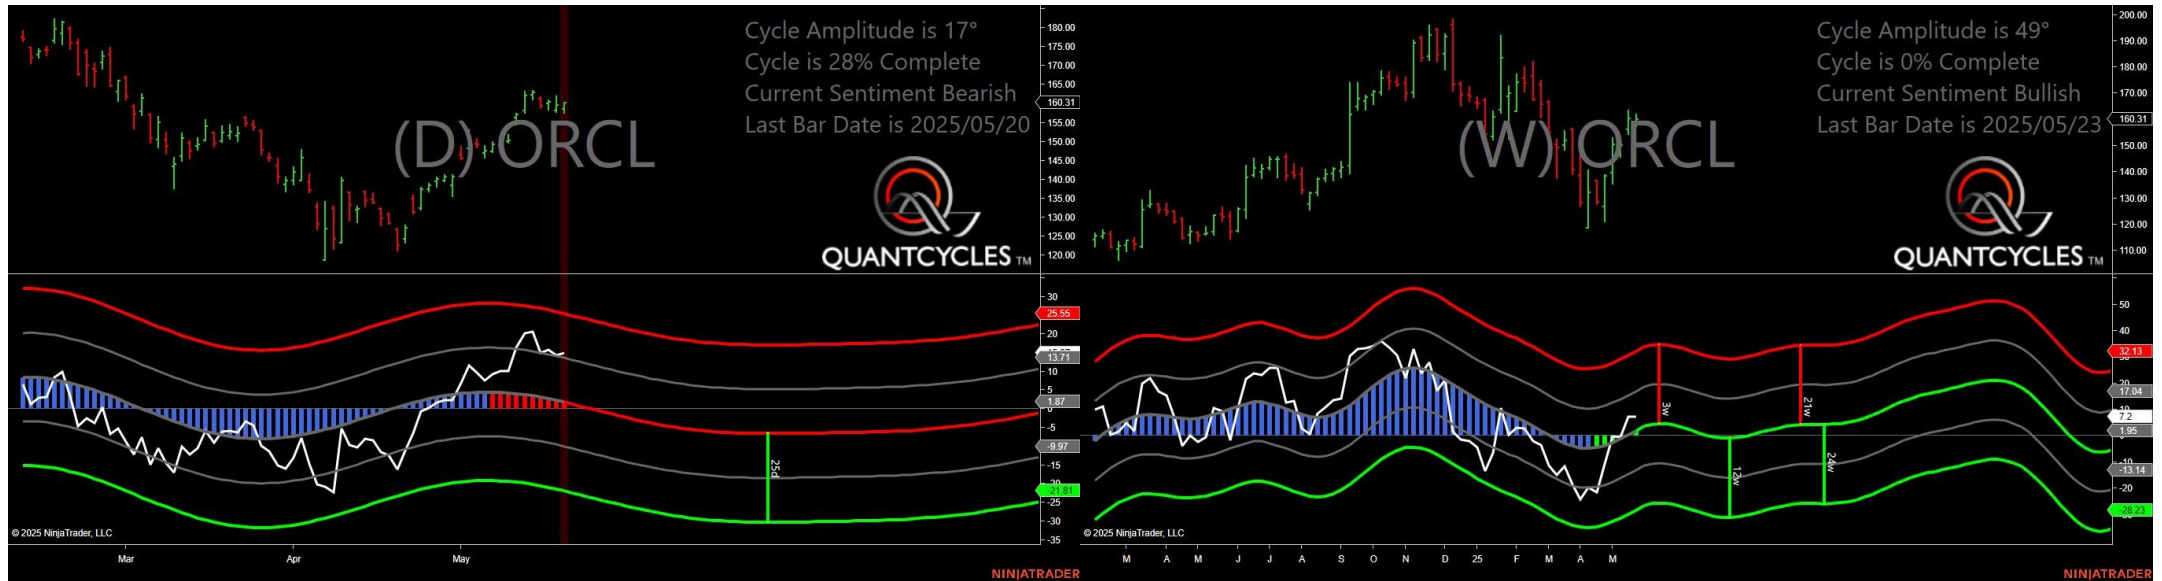 Cycle Amplitude is 17°
Cycle is 28% Complete
Current Sentiment Bearish
Last Bar Date is 2025/05/20
(D) ORCL
QUANTCYCLES TM
180.00
175.00
170.00
165.00
160.31
155.00
150.00
145.00
140.00
135.00
130.00
125.00
120.00
30
25.55
20
13.71
10
5
1.87
0
-5
-9.97
-15
-20
-21.81
-25
-30
-35
25d
© 2025 NinjaTrader, LLC
Mar
Apr
May
NINJATRADER
Cycle Amplitude is 49°
Cycle is 0% Complete
Current Sentiment Bullish
Last Bar Date is 2025/05/23
(W) ORCL
QUANTCYCLES TM
200.00
190.00
180.00
170.00
160.31
150.00
140.00
130.00
120.00
110.00
50
40
32.13
20
17.04
10
7.2
1.95
-10
-13.14
-20
-28.23
3w
12w
21w
24w
© 2025 NinjaTrader, LLC
M
A
M
J
J
A
S
O
N
D
25
F
M
A
M
NINJATRADER